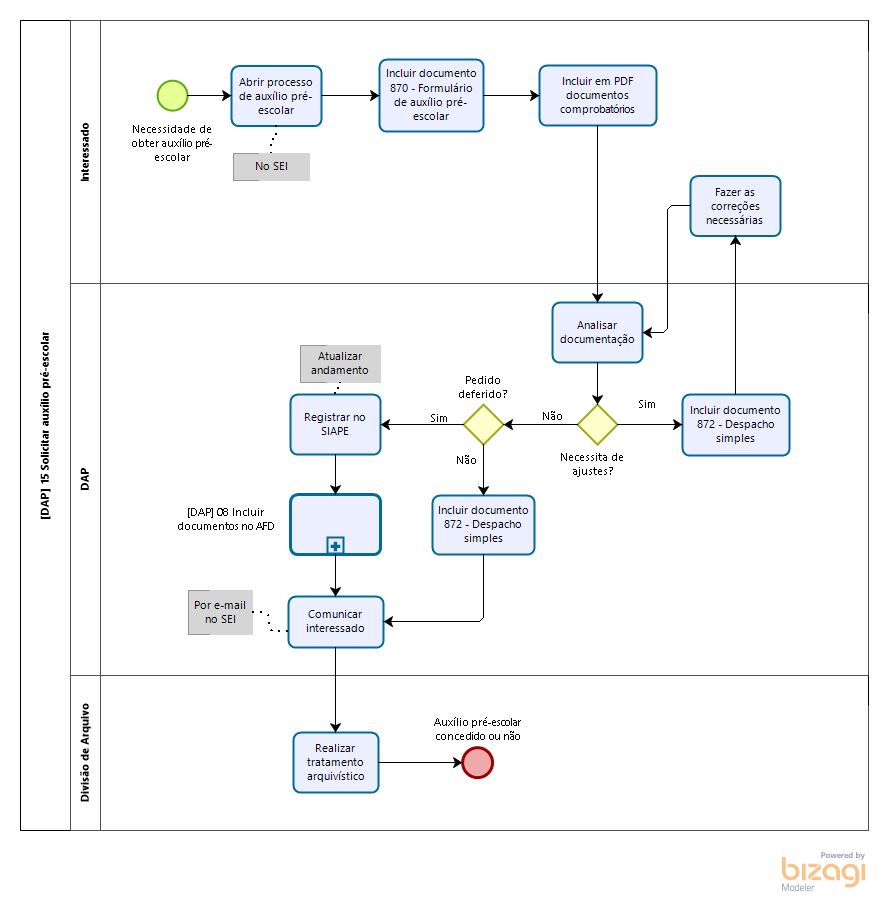 [DAP] 15 Solicitar auxílio pré-escolar
Interessado
Necessidade de
obter auxílio pré-
escolar
Abrir processo
de auxílio pré-
escolar
No SEI
Incluir documento
870 - Formulário
de auxílio pré-
escolar
Incluir em PDF
documentos
comprobatórios
Fazer as
correções
necessárias
DAP
Analisar
documentação
Necessita de
ajustes?
Sim
Incluir documento
872 - Despacho
simples
Não
Pedido
deferido?
Sim
Não
Incluir documento
872 - Despacho
simples
Atualizar
andamento
Registrar no
SIAPE
[DAP] 08 Incluir
documentos no AFD
Por e-mail
no SEI
Comunicar
interessado
Divisão de Arquivo
Realizar
tratamento
arquivístico
Auxílio pré-escolar
concedido ou não
Powered by
bizagi
Modeler